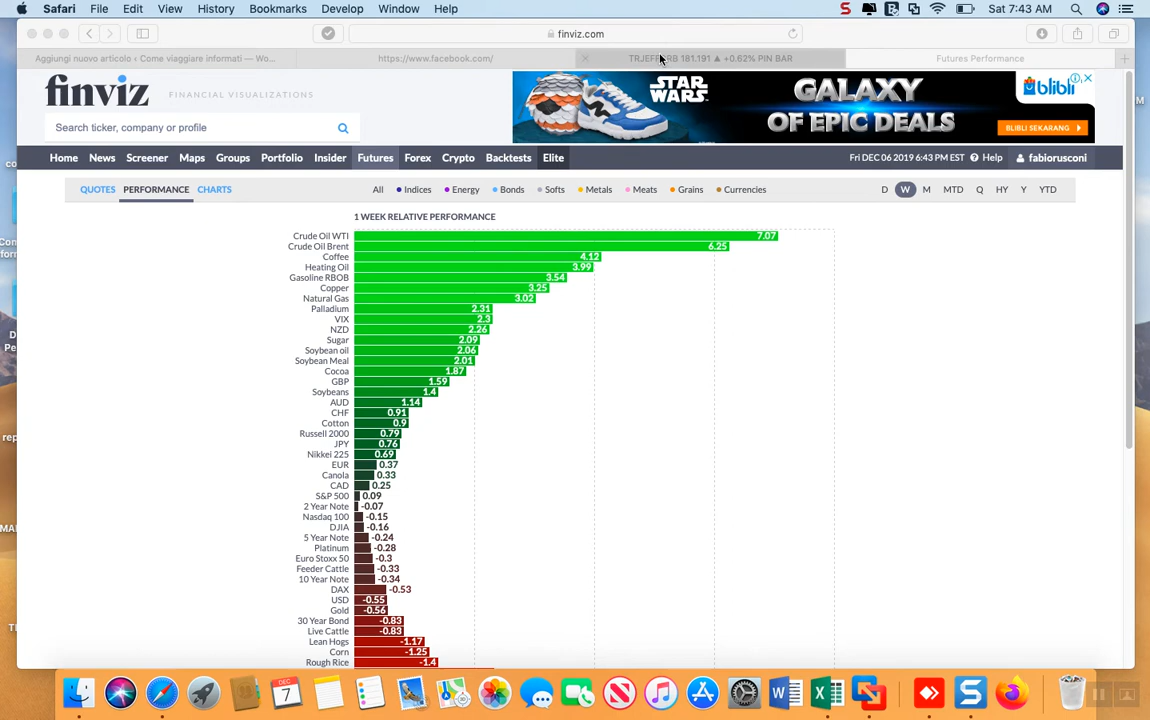 Safari File Edit View History Bookmarks Develop Window Help Sat 7:43 AM
finviz.com
Aggiungi nuovo articolo ‹ Come viaggiare informati — Wo... https://www.facebook.com/ 181.191 ▲ +0.62% PIN BAR Futures Performance
finviz FINANCIAL VISUALIZATIONS
STAR WARS GALAXY OF EPIC DEALS blibli BLIBLI SEKARANG
Search ticker, company or profile
Home News Screener Maps Groups Portfolio Insider Futures Forex Crypto Backtests Elite Fri DEC 06 2019 6:43 PM EST Help fabiorusconi
QUOTES PERFORMANCE CHARTS All Indices Energy Bonds Softs Metals Meats Grains Currencies D W M MTD Q HY Y YTD
1 WEEK RELATIVE PERFORMANCE
Crude Oil WTI 7.07
Crude Oil Brent 6.25
Coffee 4.12
Heating Oil 3.99
Gasoline RBOB 3.54
Copper 3.25
Natural Gas 3.02
Palladium 2.31
VIX 2.3
NZD 2.26
Sugar 2.09
Soybean oil 2.06
Soybean Meal 2.01
Cocoa 1.87
GBP 1.59
Soybeans 1.4
AUD 1.14
CHF 0.91
Cotton 0.9
Russell 2000 0.79
JPY 0.76
Nikkei 225 0.69
EUR 0.37
Canola 0.33
CAD 0.25
S&P 500 0.09
2 Year Note -0.07
Nasdaq 100 -0.15
DJIA -0.16
5 Year Note -0.24
Platinum -0.28
Euro Stoxx 50 -0.3
Feeder Cattle -0.33
10 Year Note -0.34
DAX -0.53
USD -0.55
Gold -0.56
30 Year Bond -0.83
Live Cattle -0.83
Lean Hogs -1.17
Corn -1.25
Rough Rice -1.4
DEC 7